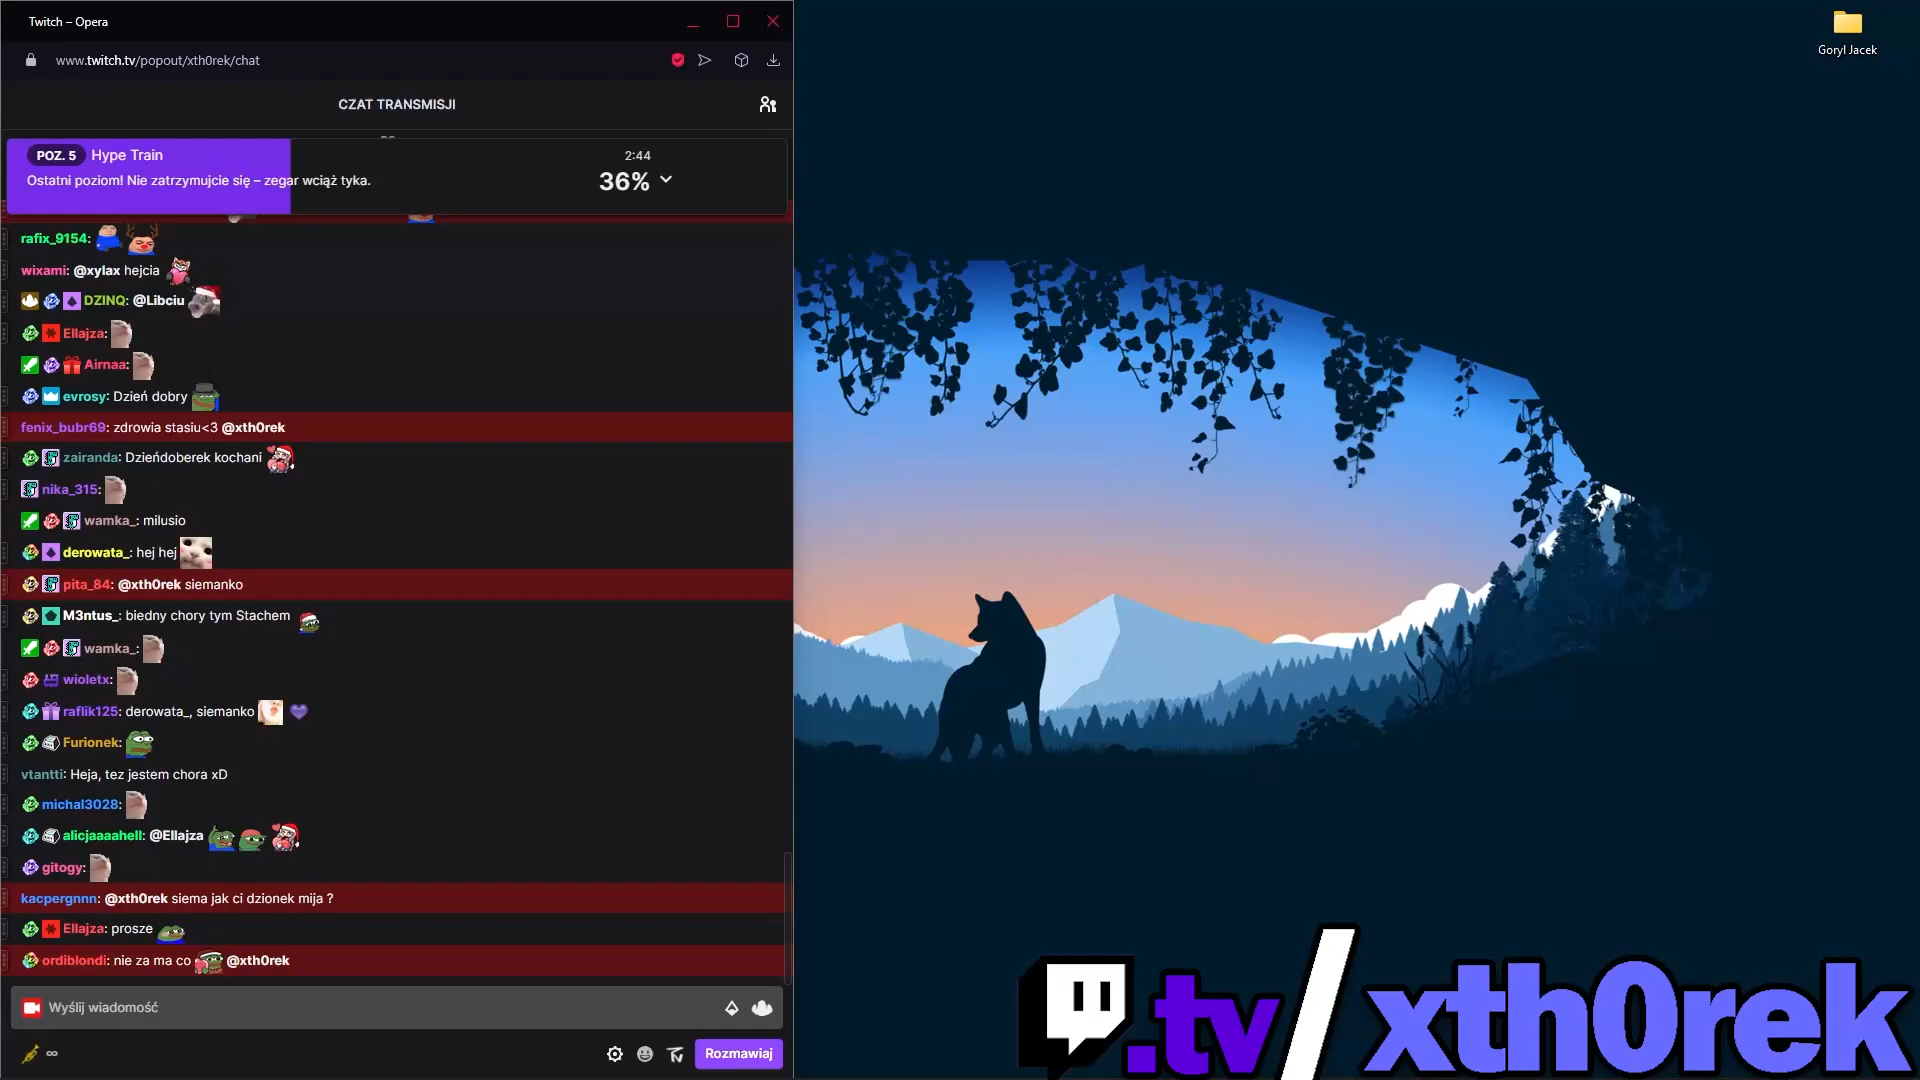 Twitch – Opera
www.twitch.tv/popout/xth0rek/chat
CZAT TRANSMISJI
POZ. 5 Hype Train
2:44
Ostatni poziom! Nie zatrzymujcie się – zegar wciąż tyka.
36%
rafix_9154:
wixami: @xylax hejcia
DZINQ: @Libciu
Ellajza:
Airnaa:
evrosy: Dzień dobry
fenix_bubr69: zdrowia stasiu<3 @xth0rek
zairanda: Dzieńdoberek kochani
nika_315:
wamka_: milusio
derowata_: hej hej
pita_84: @xth0rek siemanko
M3ntus_: biedny chory tym Stachem
wamka_:
wioletx:
raflik125: derowata_, siemanko
Furionek:
vtantti: Heja, tez jestem chora xD
michal3028:
alicjaaaahell: @Ellajza
gitogy:
kacpergnnn: @xth0rek siema jak ci dzionek mija ?
Ellajza: prosze
ordiblondi: nie za ma co @xth0rek
Wyślij wiadomość
∞
Rozmawiaj
Goryl Jacek
.tv/xth0rek